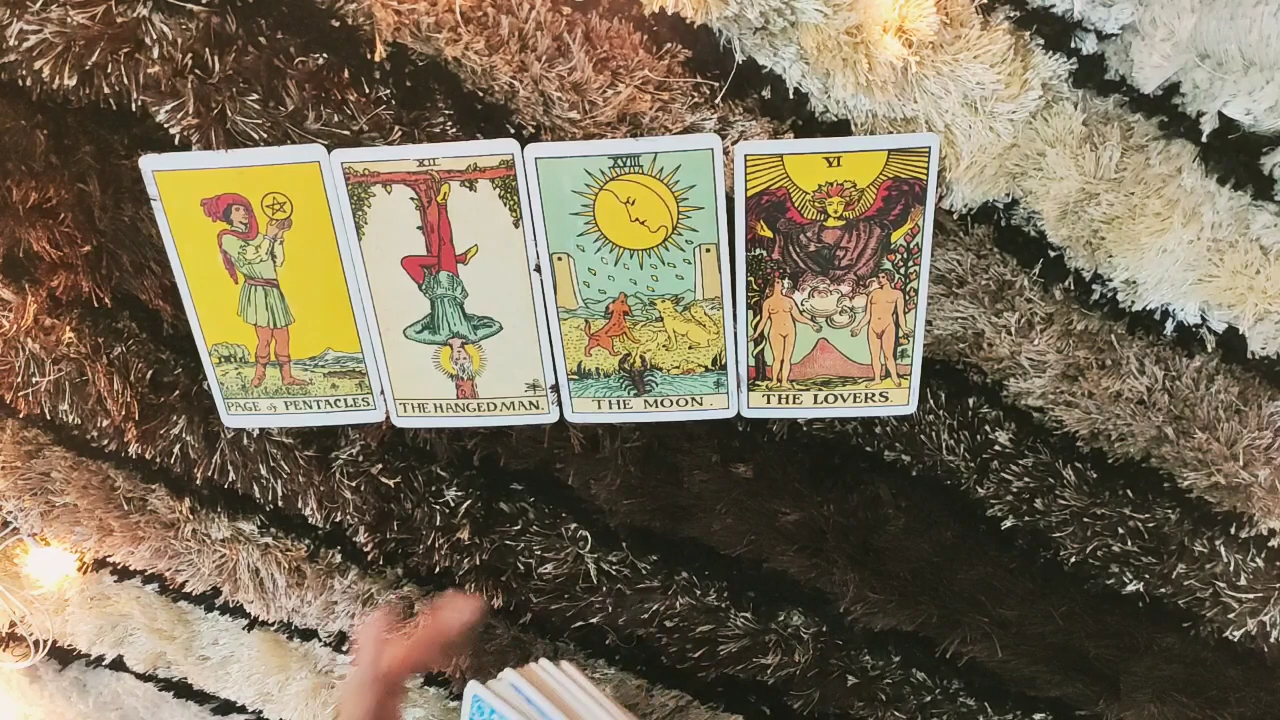 PAGE of PENTACLES.
XII
THE HANGED MAN.
XVIII
THE MOON.
VI
THE LOVERS.